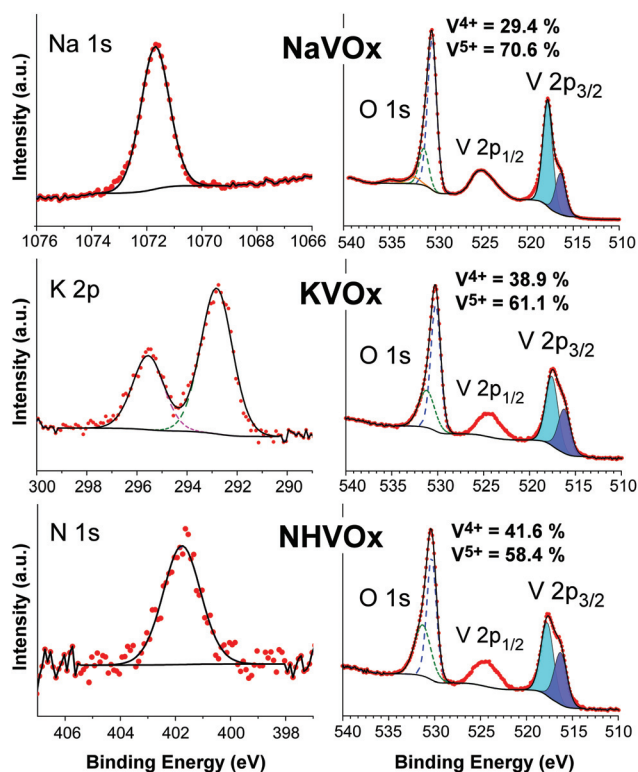 Na 1s
NaVOx
V4+ = 29.4 %
V5+ = 70.6 %
O 1s
V 2p1/2
V 2p3/2
Intensity (a.u.)
1076 1074 1072 1070 1068 1066
540 535 530 525 520 515 510
K 2p
KVOx
V4+ = 38.9 %
V5+ = 61.1 %
O 1s
V 2p1/2
V 2p3/2
Intensity (a.u.)
300 298 296 294 292 290
540 535 530 525 520 515 510
N 1s
NHVOx
V4+ = 41.6 %
V5+ = 58.4 %
O 1s
V 2p1/2
V 2p3/2
Intensity (a.u.)
406 404 402 400 398
540 535 530 525 520 515 510
Binding Energy (eV)
Binding Energy (eV)